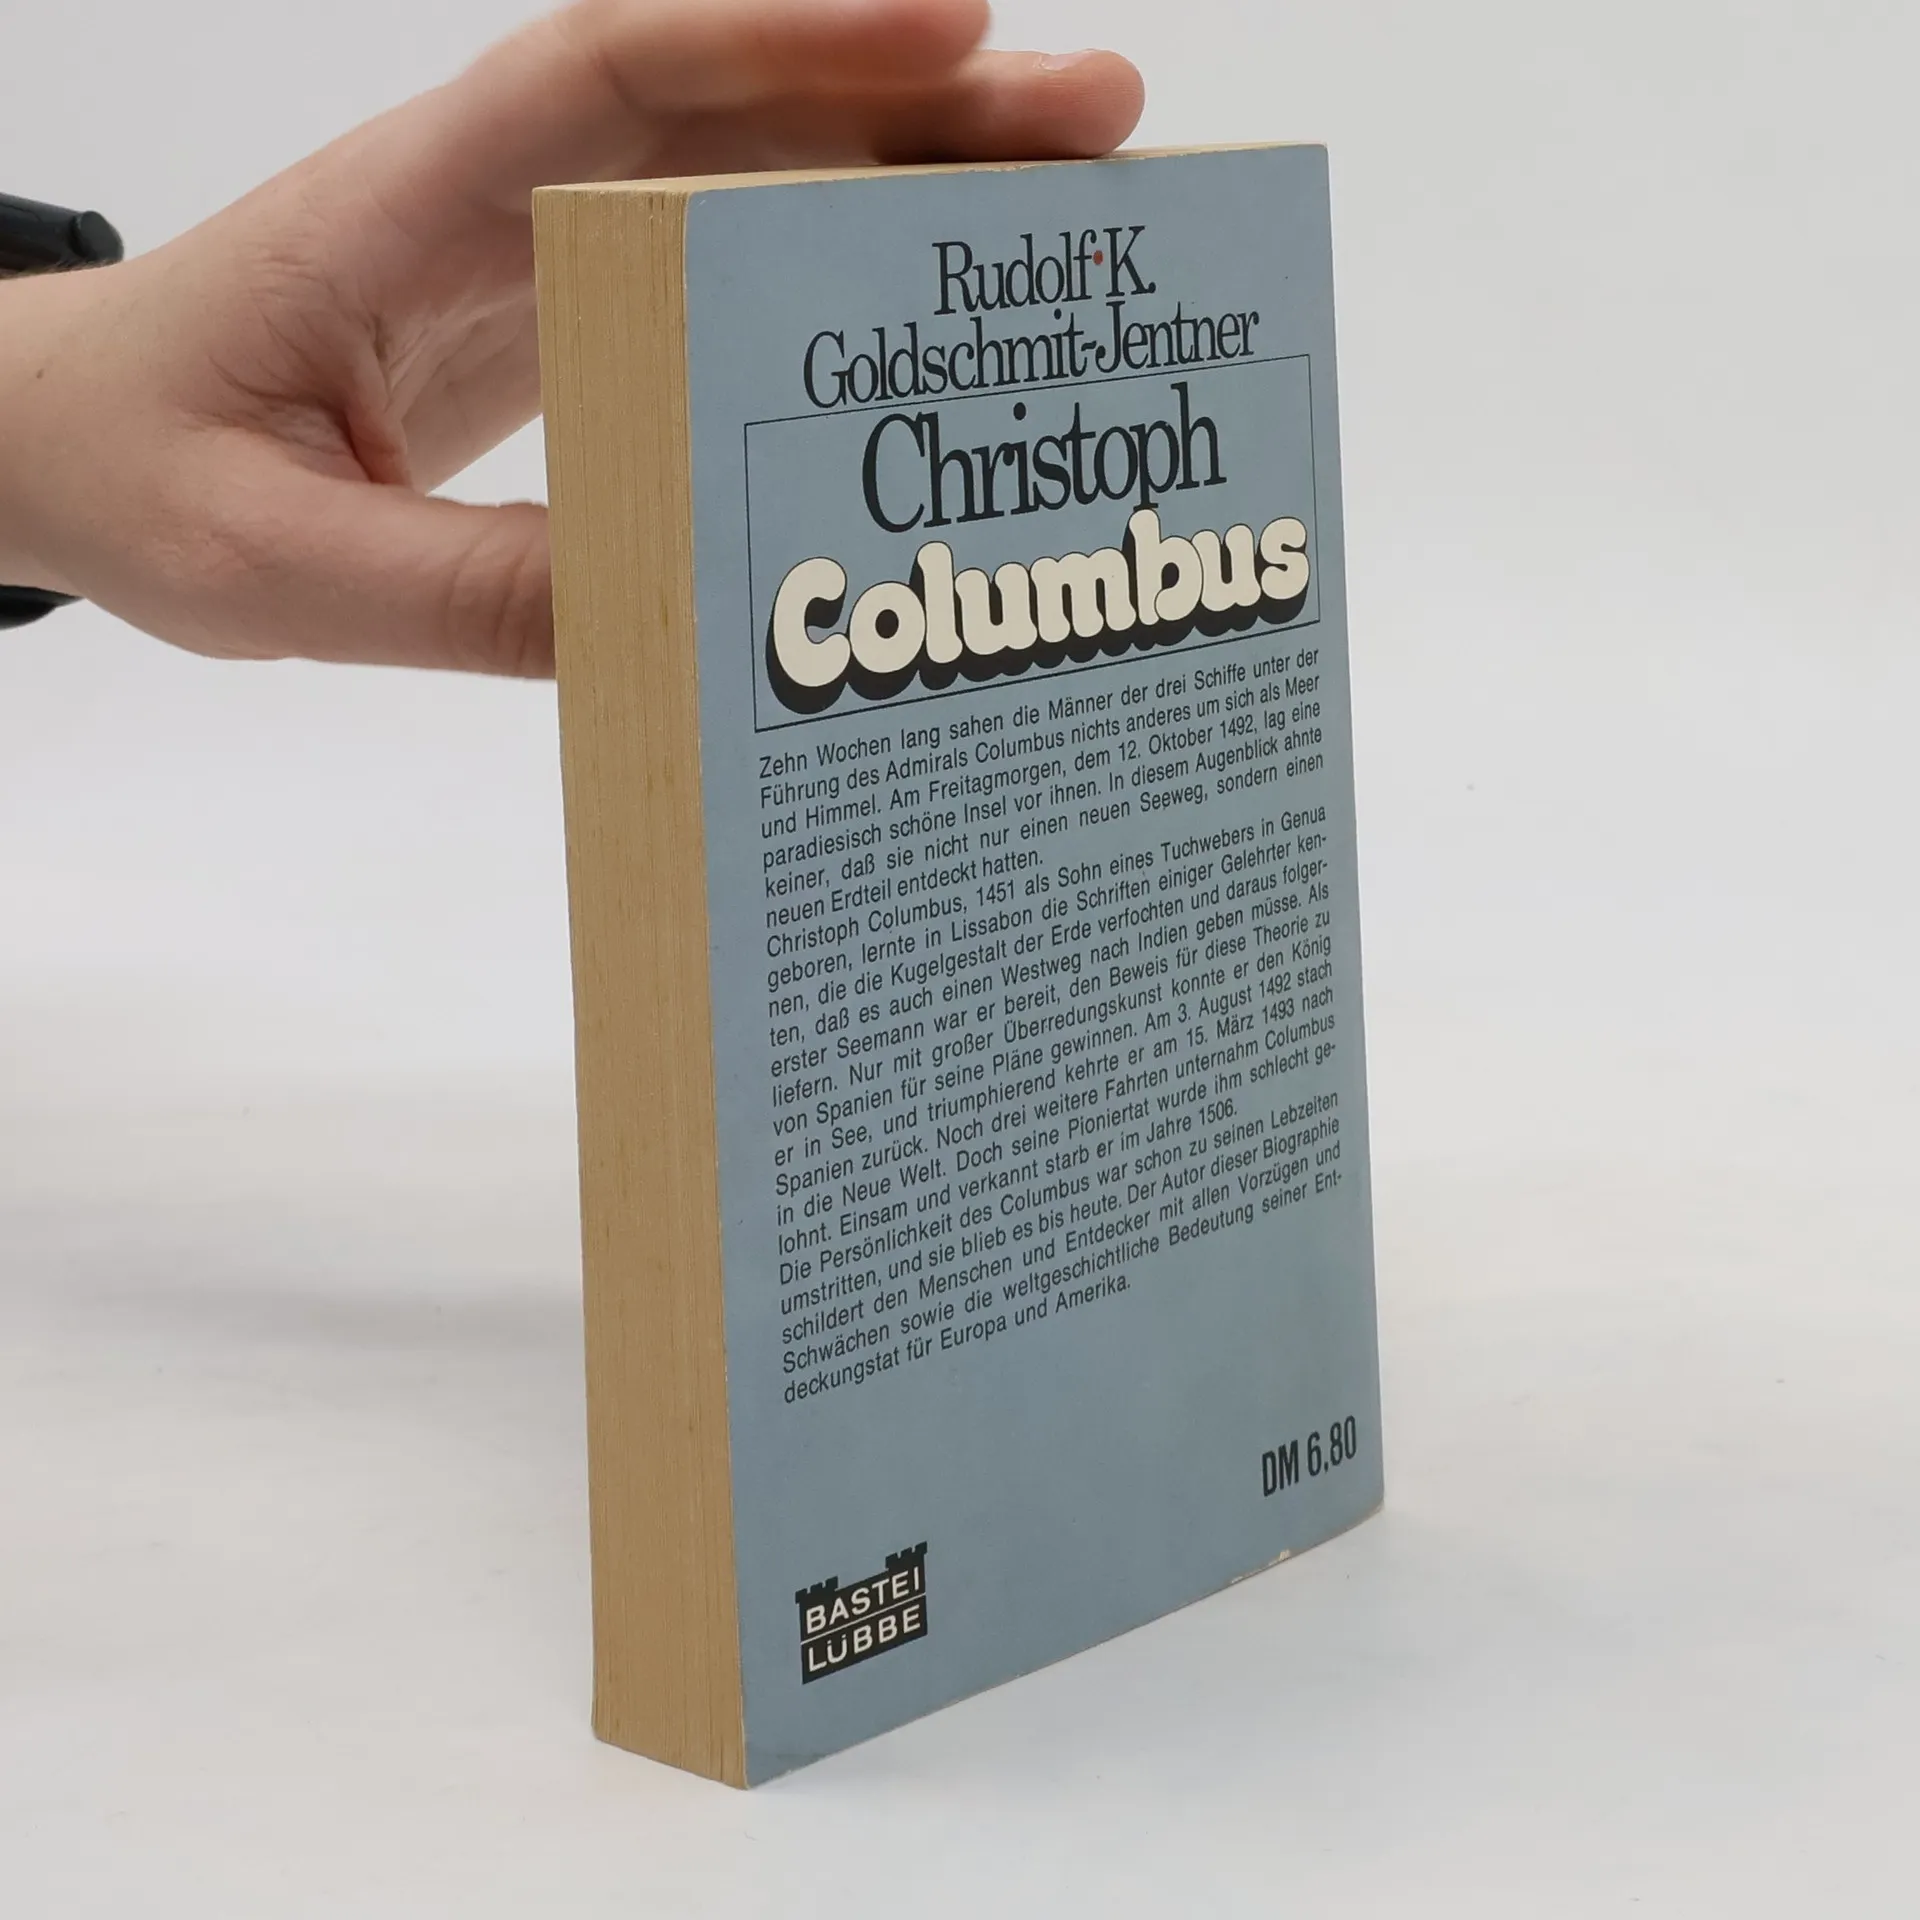 Rudolf K.
Goldschmit-Jentner
Christoph
Columbus
Zehn Wochen lang sahen die Männer der drei Schiffe unter der
Führung des Admirals Columbus nichts anderes um sich als Meer
und Himmel. Am Freitagmorgen, dem 12. Oktober 1492, lag eine
paradiesisch schöne Insel vor ihnen. In diesem Augenblick ahnte
keiner, daß sie nicht nur einen neuen Seeweg, sondern einen
neuen Erdteil entdeckt hatten.
Christoph Columbus, 1451 als Sohn eines Tuchwebers in Genua
geboren, lernte in Lissabon die Schriften einiger Gelehrter ken-
nen, die die Kugelgestalt der Erde verfochten und daraus folger-
ten, daß es auch einen Westweg nach Indien geben müsse. Als
erster Seemann war er bereit, den Beweis für diese Theorie zu
liefern. Nur mit großer Überredungskunst konnte er den König
von Spanien für seine Pläne gewinnen. Am 3. August 1492 stach
er in See, und triumphierend kehrte er am 15. März 1493 nach
Spanien zurück. Noch drei weitere Fahrten unternahm Columbus
in die Neue Welt. Doch seine Pioniertat wurde ihm schlecht ge-
lohnt. Einsam und verkannt starb er im Jahre 1506.
Die Persönlichkeit des Columbus war schon zu seinen Lebzeiten
umstritten, und sie blieb es bis heute. Der Autor dieser Biographie
schildert den Menschen und Entdecker mit allen Vorzügen und
Schwächen sowie die weltgeschichtliche Bedeutung seiner Ent-
deckungstat für Europa und Amerika.
DM 6.80
BASTEI
LÜBBE